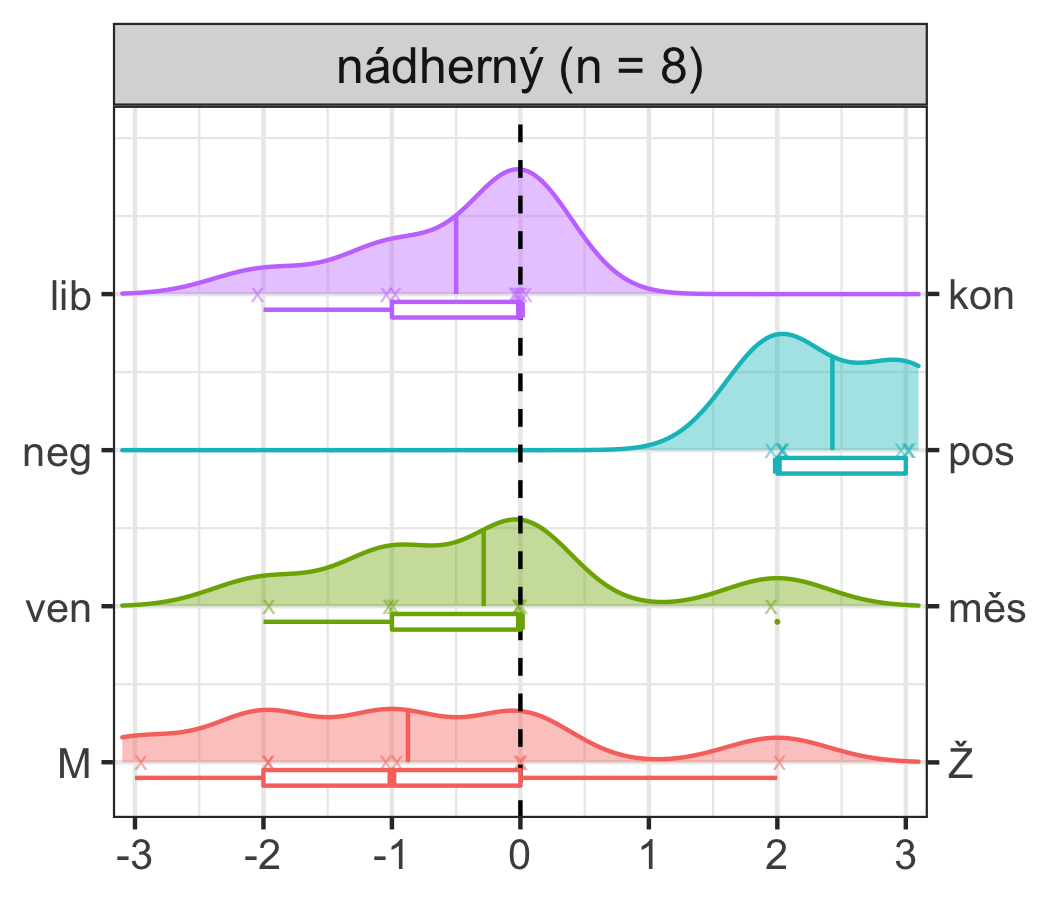 nádherný (n = 8)
lib kon
neg pos
ven měs
M Ž
-3 -2 -1 0 1 2 3